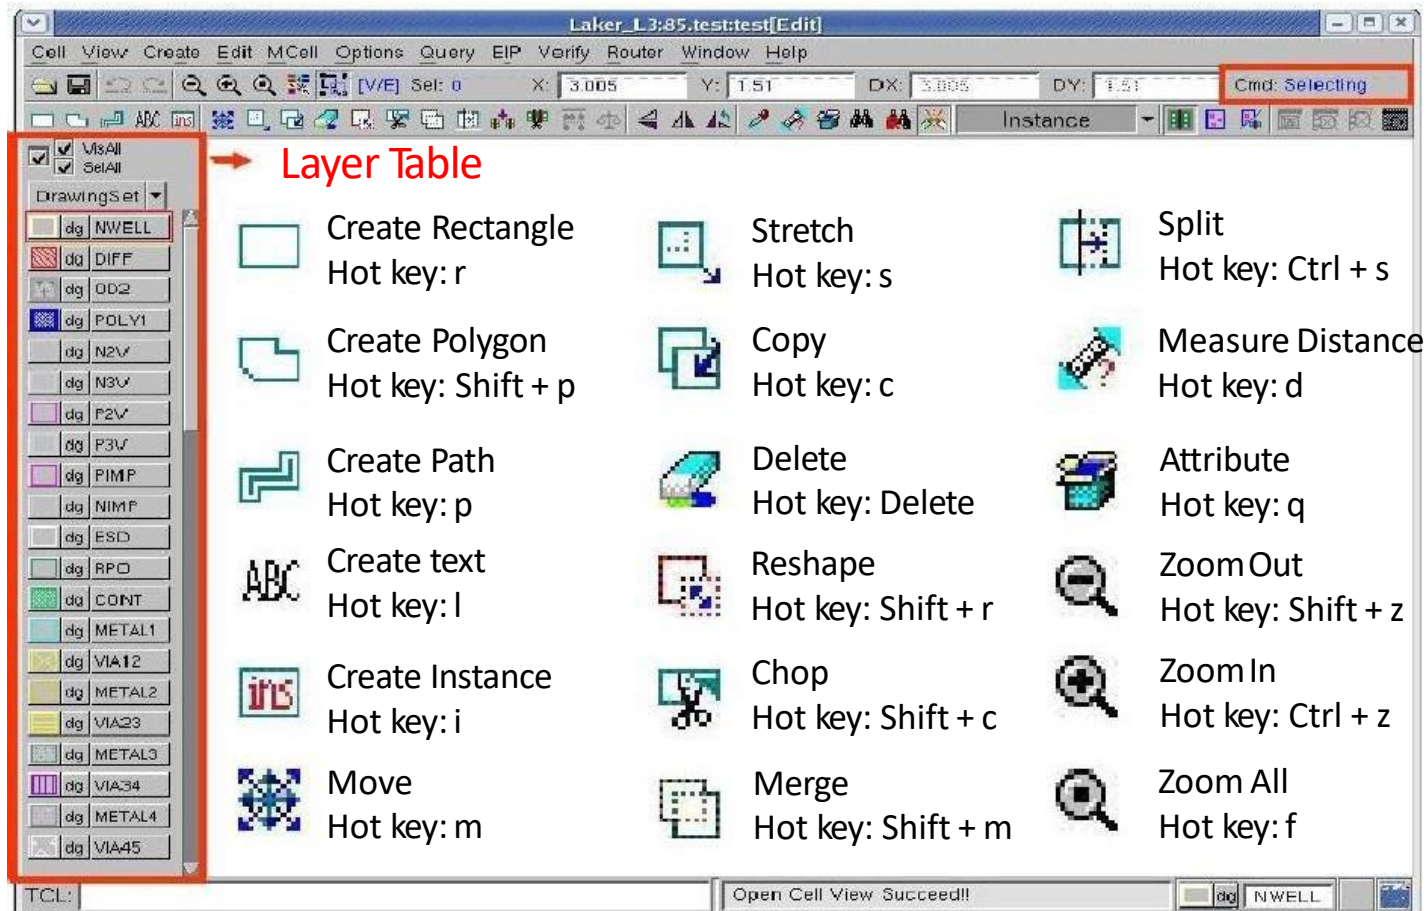 Laker_L3:85.test:test[Edit]
Cell View Create Edit MCell Options Query EIP Verify Router Window Help
[V/E] Sel: 0 X: 3.005 Y: 1.51 DX: 3.005 DY: 1.51 Cmd: Selecting
ABC ins Instance
VisAll
SelAll
Layer Table
DrawingSet
dg NWELL
dg DIFF
dg OD2
dg POLY1
dg N2V
dg N3V
dg P2V
dg P3V
dg PIMP
dg NIMP
dg ESD
dg RPO
dg CONT
dg METAL1
dg VIA12
dg METAL2
dg VIA23
dg METAL3
dg VIA34
dg METAL4
dg VIA45
Create Rectangle
Hot key: r
Create Polygon
Hot key: Shift + p
Create Path
Hot key: p
ABC
Create text
Hot key: l
ins
Create Instance
Hot key: i
Move
Hot key: m
Stretch
Hot key: s
Copy
Hot key: c
Delete
Hot key: Delete
Reshape
Hot key: Shift + r
Chop
Hot key: Shift + c
Merge
Hot key: Shift + m
Split
Hot key: Ctrl + s
Measure Distance
Hot key: d
Attribute
Hot key: q
Zoom Out
Hot key: Shift + z
Zoom In
Hot key: Ctrl + z
Zoom All
Hot key: f
TCL: Open Cell View Succeed!! dg NWELL